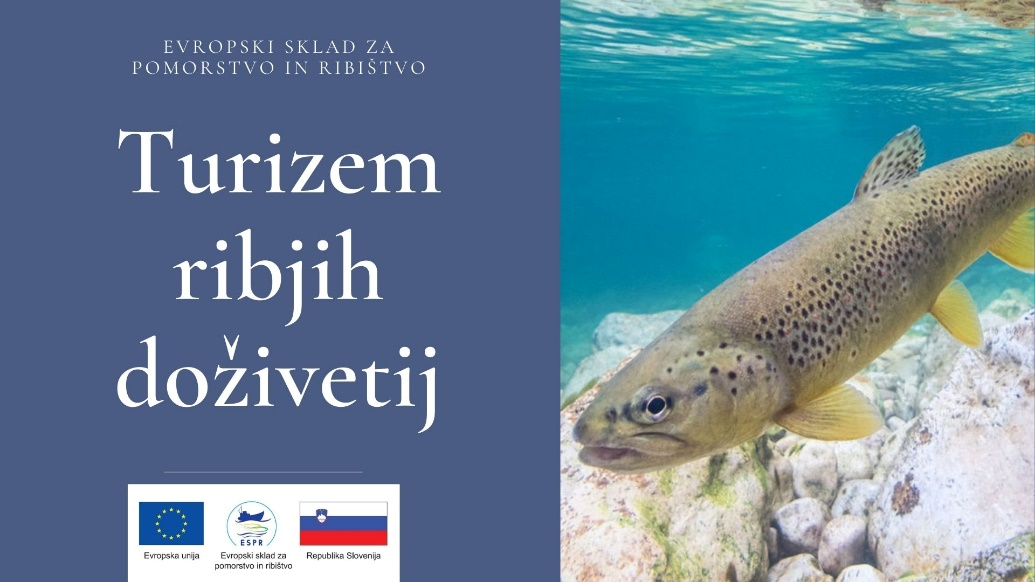 EVROPSKI SKLAD ZA
POMORSTVO IN RIBIŠTVO
Turizem
ribjih
doživetij
ESPR
Evropska unija
Evropski sklad za
pomorstvo in ribištvo
Republika Slovenija